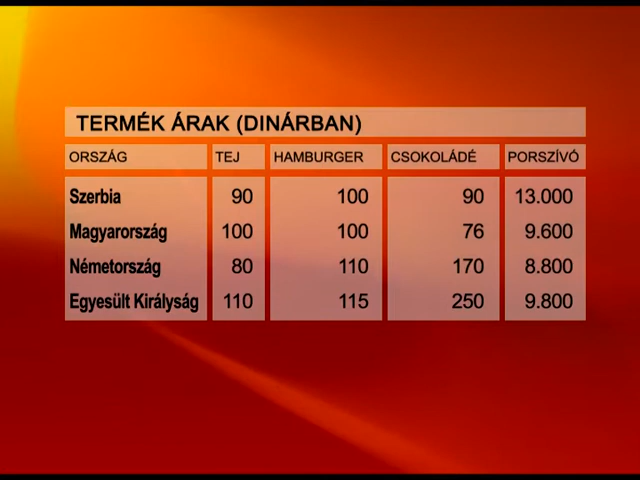 TERMÉK ÁRAK (DINÁRBAN)
ORSZÁG TEJ HAMBURGER CSOKOLÁDÉ PORSZÍVÓ
Szerbia 90 100 90 13.000
Magyarország 100 100 76 9.600
Németország 80 110 170 8.800
Egyesült Királyság 110 115 250 9.800